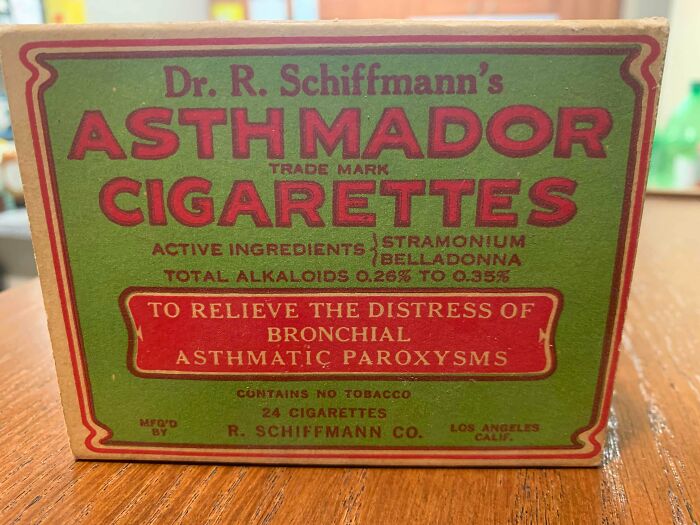 Dr. R. Schiffmann's
ASTHMADOR
TRADE MARK
CIGARETTES
ACTIVE INGREDIENTS } STRAMONIUM
BELLADONNA
TOTAL ALKALOIDS 0.26% TO 0.35%
TO RELIEVE THE DISTRESS OF
BRONCHIAL
ASTHMATIC PAROXYSMS
CONTAINS NO TOBACCO
24 CIGARETTES
MFG'D
BY
R. SCHIFFMANN CO.
LOS ANGELES
CALIF.